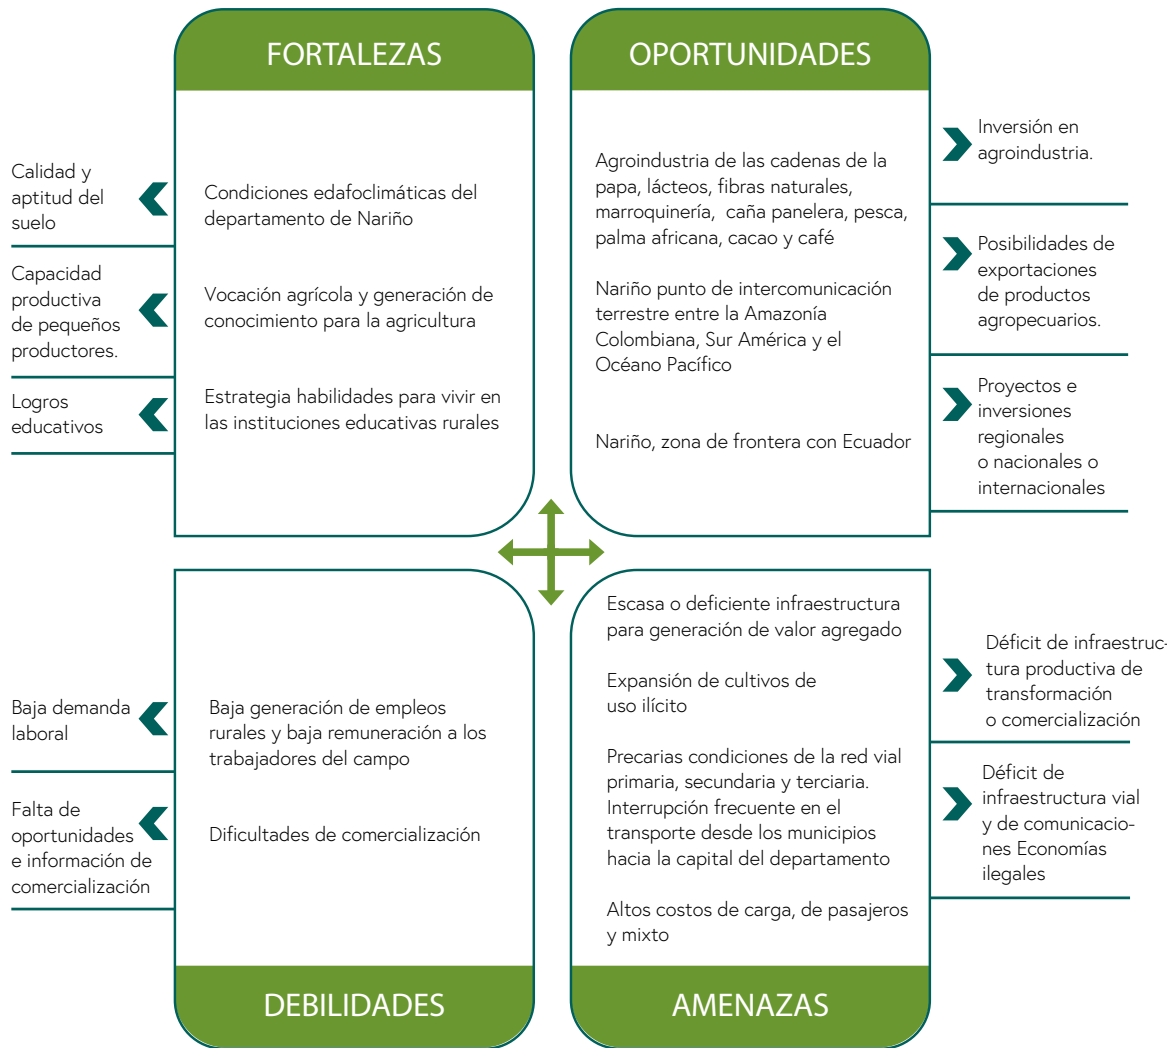 FORTALEZAS
Calidad y
aptitud del
suelo
Condiciones edafoclimáticas del
departamento de Nariño
Capacidad
productiva
de pequeños
productores.
Vocación agrícola y generación de
conocimiento para la agricultura
Logros
educativos
Estrategia habilidades para vivir en
las instituciones educativas rurales
OPORTUNIDADES
Agroindustria de las cadenas de la
papa, lácteos, fibras naturales,
marroquinería, caña panelera, pesca,
palma africana, cacao y café
Inversión en
agroindustria.
Nariño punto de intercomunicación
terrestre entre la Amazonía
Colombiana, Sur América y el
Océano Pacífico
Posibilidades de
exportaciones
de productos
agropecuarios.
Nariño, zona de frontera con Ecuador
Proyectos e
inversiones
regionales
o nacionales o
internacionales
Baja demanda
laboral
Baja generación de empleos
rurales y baja remuneración a los
trabajadores del campo
Falta de
oportunidades
e información de
comercialización
Dificultades de comercialización
DEBILIDADES
Escasa o deficiente infraestructura
para generación de valor agregado
Expansión de cultivos de
uso ilícito
Precarias condiciones de la red vial
primaria, secundaria y terciaria.
Interrupción frecuente en el
transporte desde los municipios
hacia la capital del departamento
Altos costos de carga, de pasajeros
y mixto
Déficit de infraestruc-
tura productiva de
transformación
o comercialización
Déficit de
infraestructura vial
y de comunicacio-
nes Economías
ilegales
AMENAZAS